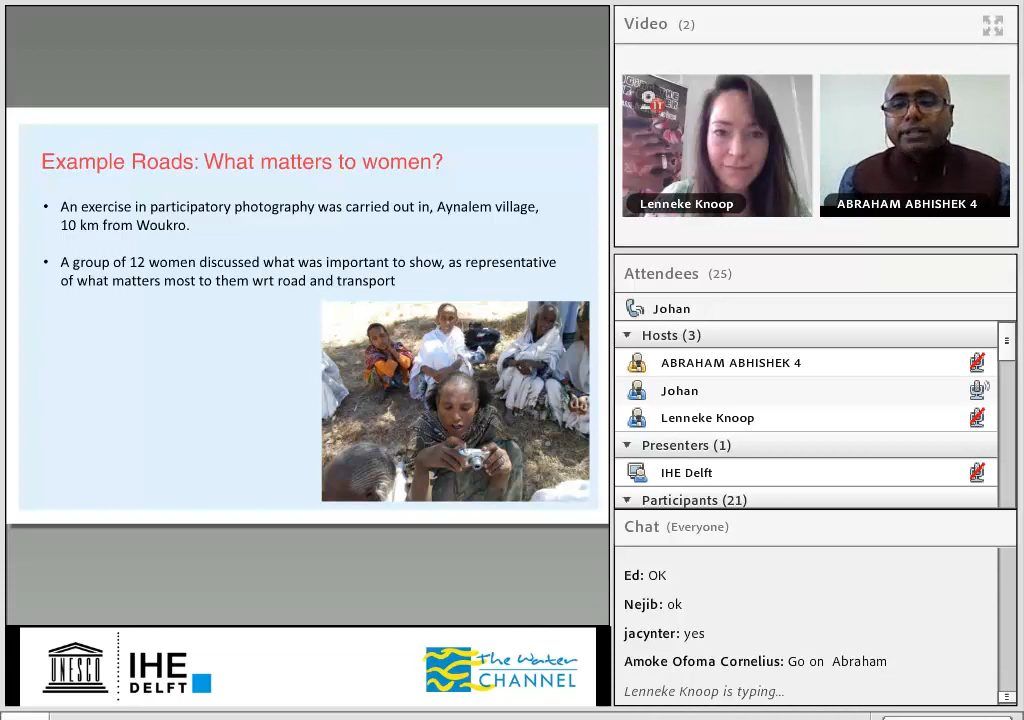 Example Roads: What matters to women?
• An exercise in participatory photography was carried out in, Aynalem village,
10 km from Woukro.
• A group of 12 women discussed what was important to show, as representative
of what matters most to them wrt road and transport
UNESCO
IHE
DELFT
The Water
CHANNEL
Video (2)
Lenneke Knoop
ABRAHAM ABHISHEK 4
Attendees (25)
Johan
Hosts (3)
ABRAHAM ABHISHEK 4
Johan
Lenneke Knoop
Presenters (1)
IHE Delft
Participants (21)
Chat (Everyone)
Ed: OK
Nejib: ok
jacynter: yes
Amoke Ofoma Cornelius: Go on Abraham
Lenneke Knoop is typing...